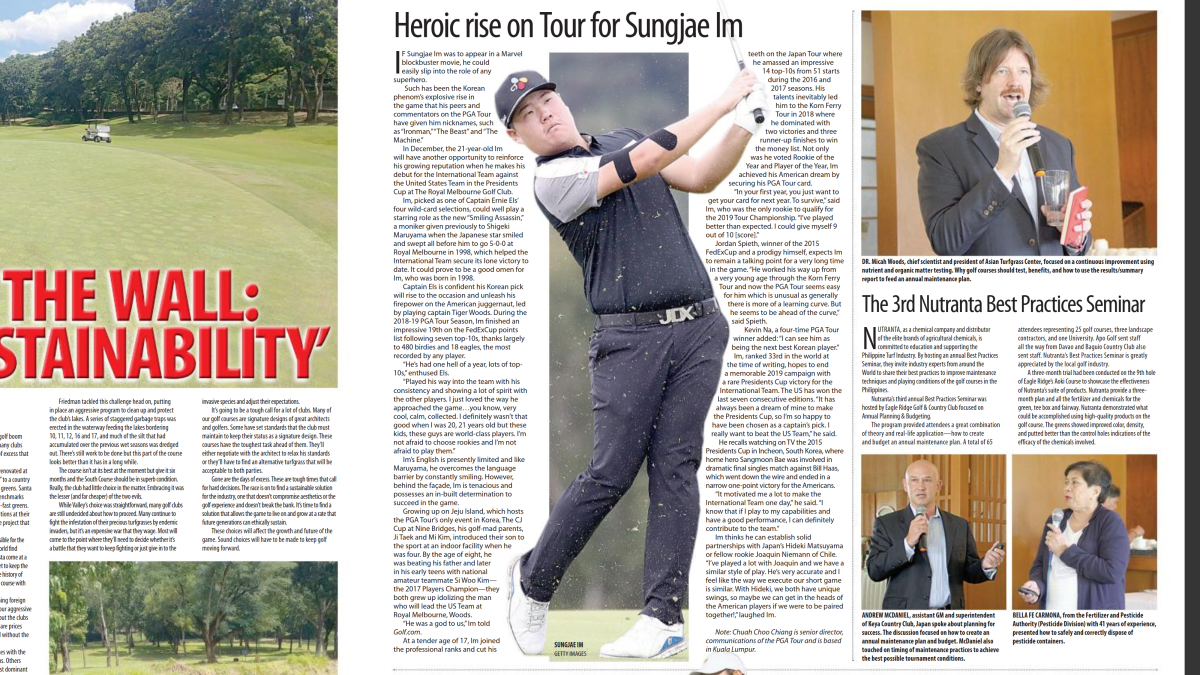 THE WALL:
STAINABILITY’
golf boom
any clubs
of excess that
renovated at
” to a country
greens. Santa
enchmarks
-fast greens.
tions at their
e project that
sible for the
orld find
sta come at a
et to keep the
e history of
course with
ning foreign
our aggressive
out the clubs
are prices
d without the
es with the
s. Others
st dominant
Friedman tackled this challenge head on, putting
in place an aggressive program to clean up and protect
the club’s lakes. A series of staggered garbage traps was
erected in the waterway feeding the lakes bordering
10, 11, 12, 16 and 17, and much of the silt that had
accumulated over the previous wet seasons was dredged
out. There’s still work to be done but this part of the course
looks better than it has in a long while.
The course isn’t at its best at the moment but give it six
months and the South Course should be in superb condition.
Really, the club had little choice in the matter. Embracing it was
the lesser (and far cheaper) of the two evils.
While Valley’s choice was straightforward, many golf clubs
are still undecided about how to proceed. Many continue to
fight the infestation of their precious turfgrasses by endemic
invaders, but it’s an expensive war that they wage. Most will
come to the point where they’ll need to decide whether it’s
a battle that they want to keep fighting or just give in to the
invasive species and adjust their expectations.
It’s going to be a tough call for a lot of clubs. Many of
our golf courses are signature designs of great architects
and golfers. Some have set standards that the club must
maintain to keep their status as a signature design. These
courses have the toughest task ahead of them. They’ll
either negotiate with the architect to relax his standards
or they’ll have to find an alternative turfgrass that will be
acceptable to both parties.
Gone are the days of excess. These are tough times that call
for hard decisions. The race is on to find a sustainable solution
for the industry, one that doesn’t compromise aesthetics or the
golf experience and doesn’t break the bank. It’s time to find a
solution that allows the game to live on and grow at a rate that
future generations can ethically sustain.
These choices will affect the growth and future of the
game. Sound choices will have to be made to keep golf
moving forward.
Heroic rise on Tour for Sungjae Im
IF Sungjae Im was to appear in a Marvel
blockbuster movie, he could
easily slip into the role of any
superhero.
Such has been the Korean
phenom’s explosive rise in
the game that his peers and
commentators on the PGA Tour
have given him nicknames, such
as “Ironman,” “The Beast” and “The
Machine.”
In December, the 21-year-old Im
will have another opportunity to reinforce
his growing reputation when he makes his
debut for the International Team against
the United States Team in the Presidents
Cup at The Royal Melbourne Golf Club.
Im, picked as one of Captain Ernie Els’
four wild-card selections, could well play a
starring role as the new “Smiling Assassin,”
a moniker given previously to Shigeki
Maruyama when the Japanese star smiled
and swept all before him to go 5-0-0 at
Royal Melbourne in 1998, which helped the
International Team secure its lone victory to
date. It could prove to be a good omen for
Im, who was born in 1998.
Captain Els is confident his Korean pick
will rise to the occasion and unleash his
firepower on the American juggernaut, led
by playing captain Tiger Woods. During the
2018-19 PGA Tour Season, Im finished an
impressive 19th on the FedExCup points
list following seven top-10s, thanks largely
to 480 birdies and 18 eagles, the most
recorded by any player.
“He’s had one hell of a year, lots of top-
10s,” enthused Els.
“Played his way into the team with his
consistency and showing a lot of spirit with
the other players. I just loved the way he
approached the game…you know, very
cool, calm, collected. I definitely wasn’t that
good when I was 20, 21 years old but these
kids, these guys are world-class players. I’m
not afraid to choose rookies and I’m not
afraid to play them.”
Im’s English is presently limited and like
Maruyama, he overcomes the language
barrier by constantly smiling. However,
behind the façade, Im is tenacious and
possesses an in-built determination to
succeed in the game.
Growing up on Jeju Island, which hosts
the PGA Tour’s only event in Korea, The CJ
Cup at Nine Bridges, his golf-mad parents,
Ji Taek and Mi Kim, introduced their son to
the sport at an indoor facility when he
was four. By the age of eight, he
was beating his father and later
in his early teens with national
amateur teammate Si Woo Kim—
the 2017 Players Champion—they
both grew up idolizing the man
who will lead the US Team at
Royal Melbourne, Woods.
“He was a god to us,” Im told
Golf.com.
At a tender age of 17, Im joined
the professional ranks and cut his
JDX
SUNGJAE IM
GETTY IMAGES
teeth on the Japan Tour where
he amassed an impressive
14 top-10s from 51 starts
during the 2016 and
2017 seasons. His
talents inevitably led
him to the Korn Ferry
Tour in 2018 where
he dominated with
two victories and three
runner-up finishes to win
the money list. Not only
was he voted Rookie of the
Year and Player of the Year, Im
achieved his American dream by
securing his PGA Tour card.
“In your first year, you just want to
get your card for next year. To survive,” said
Im, who was the only rookie to qualify for
the 2019 Tour Championship. “I’ve played
better than expected. I could give myself 9
out of 10 [score].”
Jordan Spieth, winner of the 2015
FedExCup and a prodigy himself, expects Im
to remain a talking point for a very long time
in the game. “He worked his way up from
a very young age through the Korn Ferry
Tour and now the PGA Tour seems easy
for him which is unusual as generally
there is more of a learning curve. But
he seems to be ahead of the curve,”
said Spieth.
Kevin Na, a four-time PGA Tour
winner added: “I can see him as
being the next best Korean player.”
Im, ranked 33rd in the world at
the time of writing, hopes to end
a memorable 2019 campaign with
a rare Presidents Cup victory for the
International Team. The US has won the
last seven consecutive editions. “It has
always been a dream of mine to make
the Presidents Cup, so I’m so happy to
have been chosen as a captain’s pick. I
really want to beat the US Team,” he said.
He recalls watching on TV the 2015
Presidents Cup in Incheon, South Korea, where
home hero Sangmoon Bae was involved in
dramatic final singles match against Bill Haas,
which went down the wire and ended in a
narrow one-point victory for the Americans.
“It motivated me a lot to make the
International Team one day,” he said. “I
know that if I play to my capabilities and
have a good performance, I can definitely
contribute to the team.”
Im thinks he can establish solid
partnerships with Japan’s Hideki Matsuyama
or fellow rookie Joaquin Niemann of Chile.
“I’ve played a lot with Joaquin and we have a
similar style of play. He’s very accurate and I
feel like the way we execute our short game
is similar. With Hideki, we both have unique
swings, so maybe we can get in the heads of
the American players if we were to be paired
together!,” laughed Im.
Note: Chuah Choo Chiang is senior director,
communications of the PGA Tour and is based
in Kuala Lumpur.
DR. Micah Woods, chief scientist and president of Asian Turfgrass Center, focused on a continuous improvement using
nutrient and organic matter testing. Why golf courses should test, benefits, and how to use the results/summary
report to feed an annual maintenance plan.
The 3rd Nutranta Best Practices Seminar
NUTRANTA, as a chemical company and distributor
of the elite brands of agricultural chemicals, is
committed to education and supporting the
Philippine Turf Industry. By hosting an annual Best Practices
Seminar, they invite industry experts from around the
World to share their best practices to improve maintenance
techniques and playing conditions of the golf courses in the
Philippines.
Nutranta’s third annual Best Practices Seminar was
hosted by Eagle Ridge Golf & Country Club focused on
Annual Planning & Budgeting.
The program provided attendees a great combination
of theory and real-life application—how to create
and budget an annual maintenance plan. A total of 65
attendees representing 25 golf courses, three landscape
contractors, and one University. Apo Golf sent staff
all the way from Davao and Baguio Country Club also
sent staff. Nutranta’s Best Practices Seminar is greatly
appreciated by the local golf industry.
A three-month trial had been conducted on the 9th hole
of Eagle Ridge’s Aoki Course to showcase the effectiveness
of Nutranta’s suite of products. Nutranta provide a three-
month plan and all the fertilizer and chemicals for the
green, tee box and fairway. Nutranta demonstrated what
could be accomplished using high-quality products on the
golf course. The greens showed improved color, density,
and putted better than the control holes indications of the
efficacy of the chemicals involved.
ANDREW MCDANIEL, assistant GM and superintendent
of Keya Country Club, Japan spoke about planning for
success. The discussion focused on how to create an
annual maintenance plan and budget. McDaniel also
touched on timing of maintenance practices to achieve
the best possible tournament conditions.
BELLA FE CARMONA, from the Fertilizer and Pesticide
Authority (Pesticide Division) with 41 years of experience,
presented how to safely and correctly dispose of
pesticide containers.